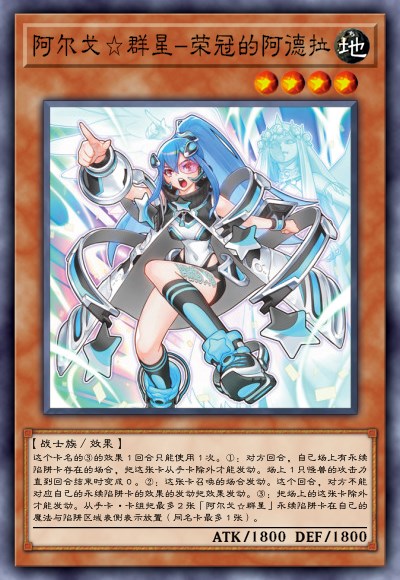 阿尔戈☆群星-荣冠的阿德拉
地
【战士族/效果】
这个卡名的③的效果1回合只能使用1次。①：对方回合，自己场上有永续
陷阱卡存在的场合，把这张卡从手卡除外才能发动。场上1只怪兽的攻击力
直到回合结束时变成0。②：这张卡召唤的场合发动。这个回合，对方不能
对应自己的永续陷阱卡的效果的发动把效果发动。③：把场上的这张卡除外
才能发动。从手卡·卡组把最多2张「阿尔戈☆群星」永续陷阱卡在自己的
魔法与陷阱区域表侧表示放置（同名卡最多1张）。
ATK/1800 DEF/1800